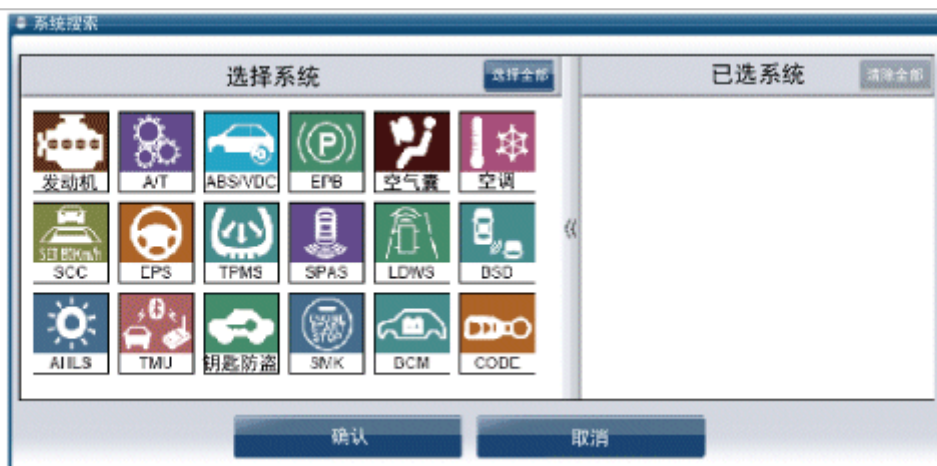 系统搜索
选择系统 选择全部
已选系统 清除全部
发动机 A/T ABS/VDC EPB 空气囊 空调
SCC EPS TPMS SPAS LDWS BSD
AHLS TMU 钥匙防盗 SMK BCM CODE
确认 取消